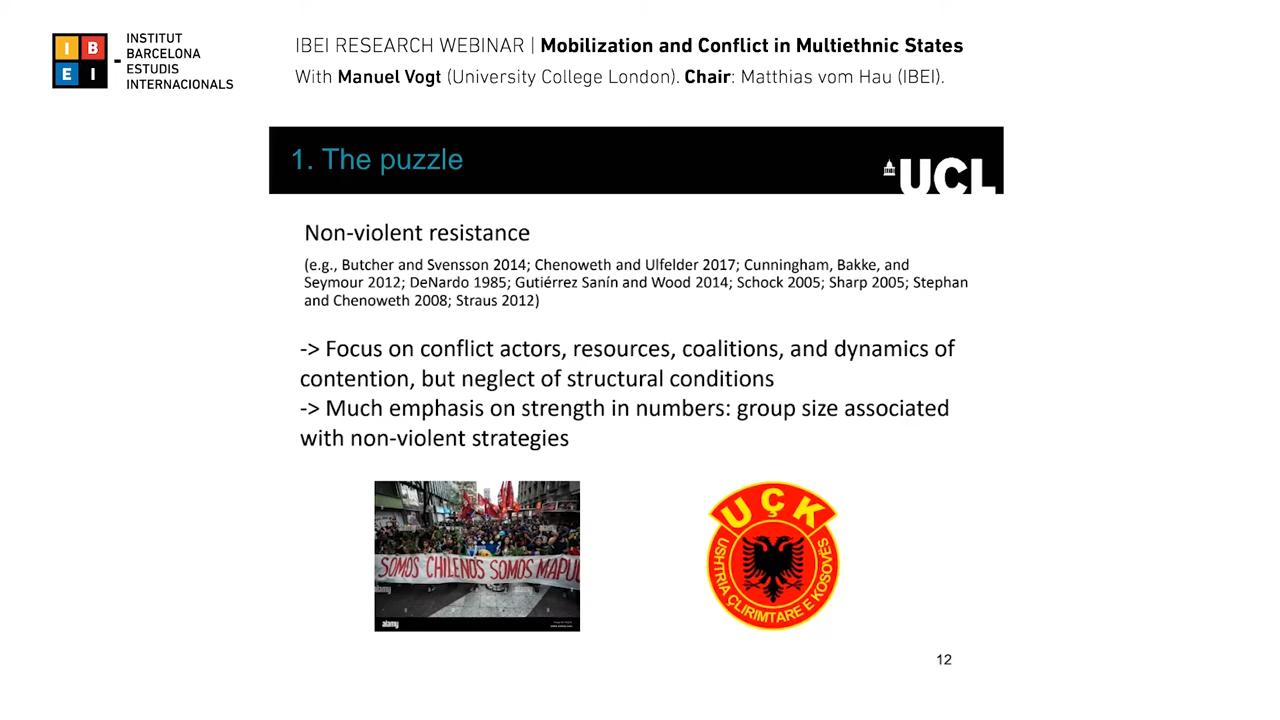 I B
E I
-
INSTITUT
BARCELONA
ESTUDIS
INTERNACIONALS
IBEI RESEARCH WEBINAR | Mobilization and Conflict in Multiethnic States
With Manuel Vogt (University College London). Chair: Matthias vom Hau (IBEI).
1. The puzzle
UCL
Non-violent resistance
(e.g., Butcher and Svensson 2014; Chenoweth and Ulfelder 2017; Cunningham, Bakke, and
Seymour 2012; DeNardo 1985; Gutiérrez Sanín and Wood 2014; Schock 2005; Sharp 2005; Stephan
and Chenoweth 2008; Straus 2012)
-> Focus on conflict actors, resources, coalitions, and dynamics of
contention, but neglect of structural conditions
-> Much emphasis on strength in numbers: group size associated
with non-violent strategies
SOMOS CHILENOS SOMOS MAPUC
alamy
alamy
UÇK
USHTRIA ÇLIRIMTARE E KOSOVËS
12